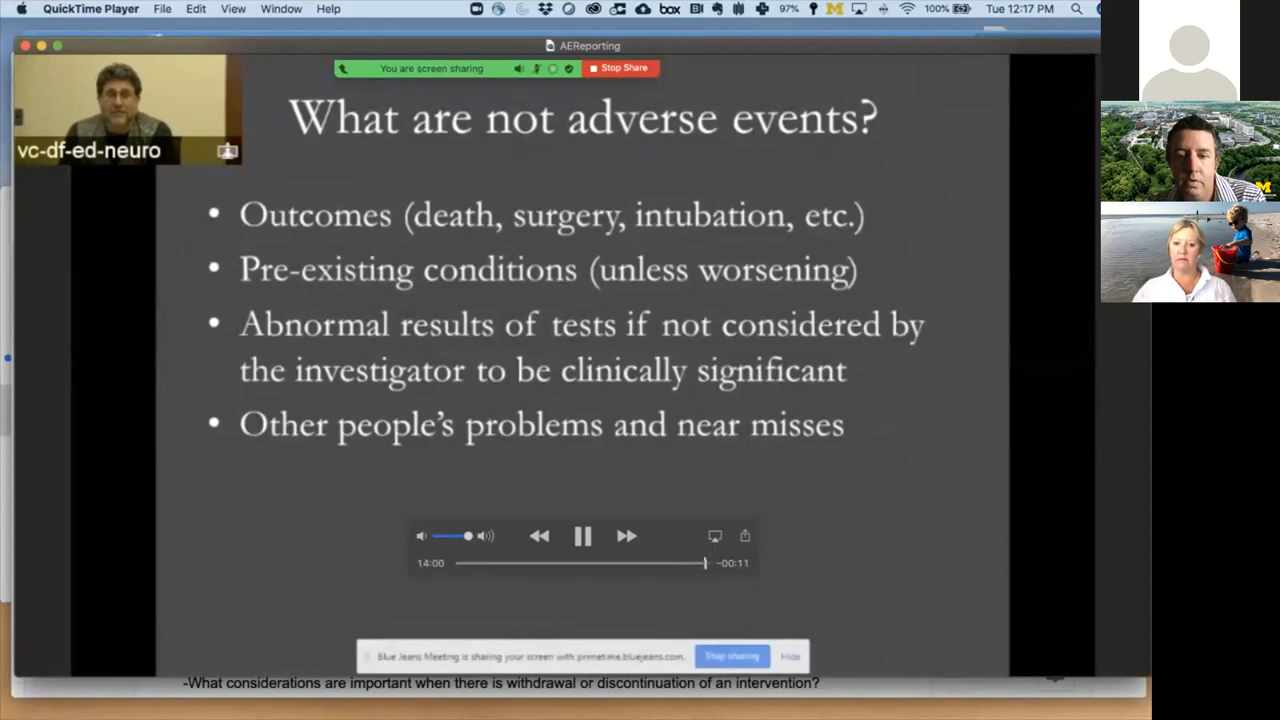 QuickTime Player File Edit View Window Help
box
97%
M
100%
Tue 12:17 PM
AEReporting
You are screen sharing
Stop Share
What are not adverse events?
vc-df-ed-neuro
• Outcomes (death, surgery, intubation, etc.)
• Pre-existing conditions (unless worsening)
• Abnormal results of tests if not considered by
the investigator to be clinically significant
• Other people’s problems and near misses
14:00
-00:11
Blue Jeans Meeting is sharing your screen with primetime.bluejeans.com.
Stop sharing
Hide
-What considerations are important when there is withdrawal or discontinuation of an intervention?
M